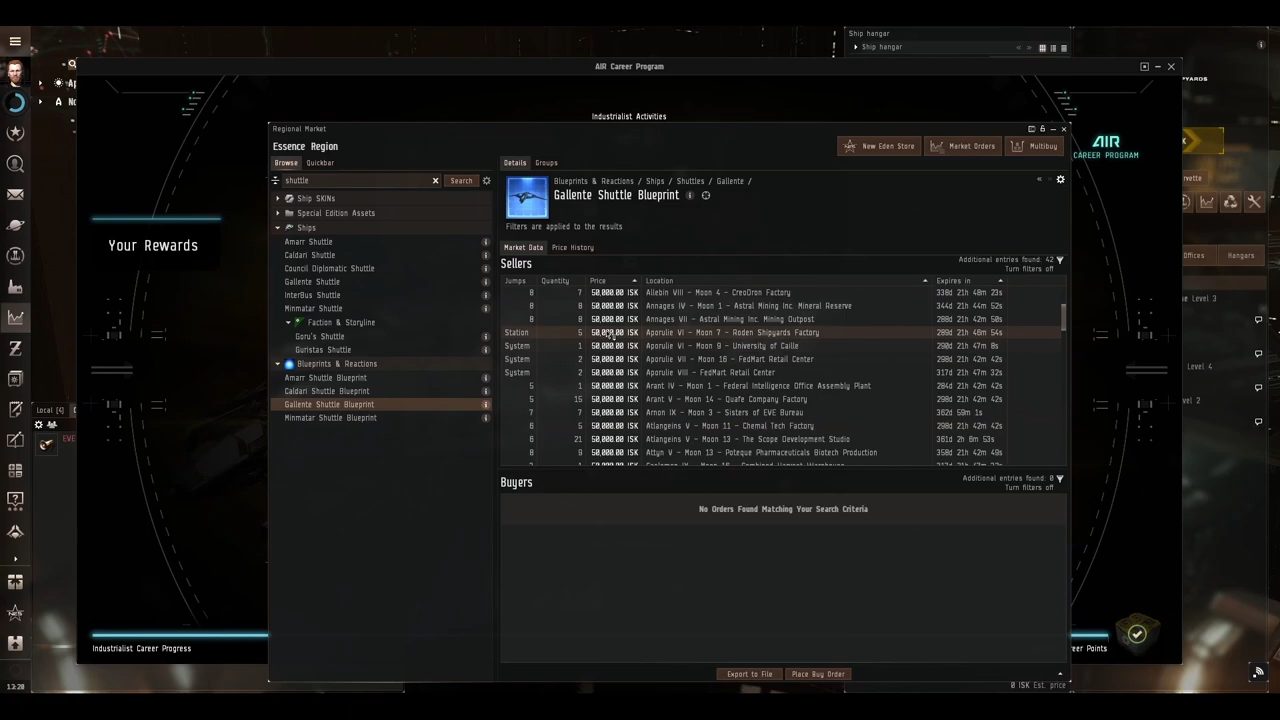 Ship hangar
Ship hangar
AIR Career Program
Industrialist Activities
AIR
CAREER PROGRAM
Regional Market
Essence Region
New Eden Store
Market Orders
Multibuy
Browse
Quickbar
Details
Groups
shuttle
Search
Blueprints & Reactions / Ships / Shuttles / Gallente /
Gallente Shuttle Blueprint
Filters are applied to the results
Ship SKINs
Special Edition Assets
Ships
Amarr Shuttle
Caldari Shuttle
Council Diplomatic Shuttle
Gallente Shuttle
InterBus Shuttle
Minmatar Shuttle
Faction & Storyline
Goru's Shuttle
Guristas Shuttle
Blueprints & Reactions
Amarr Shuttle Blueprint
Caldari Shuttle Blueprint
Gallente Shuttle Blueprint
Minmatar Shuttle Blueprint
Market Data
Price History
Sellers
Additional entries found: 42
Turn filters off
Jumps Quantity Price Location Expires in
8 7 50,000.00 ISK Allebin VIII - Moon 4 - CreoDron Factory 338d 21h 48m 23s
8 8 50,000.00 ISK Annages IV - Moon 1 - Astral Mining Inc. Mineral Reserve 344d 21h 44m 52s
8 8 50,000.00 ISK Annages VII - Astral Mining Inc. Mining Outpost 288d 21h 42m 50s
Station 5 50,000.00 ISK Aporulie VI - Moon 7 - Roden Shipyards Factory 289d 21h 48m 54s
System 1 50,000.00 ISK Aporulie VI - Moon 9 - University of Caille 298d 21h 47m 8s
System 2 50,000.00 ISK Aporulie VII - Moon 16 - FedMart Retail Center 298d 21h 42m 42s
System 2 50,000.00 ISK Aporulie VIII - FedMart Retail Center 317d 21h 47m 32s
5 1 50,000.00 ISK Arant IV - Moon 1 - Federal Intelligence Office Assembly Plant 284d 21h 42m 42s
5 15 50,000.00 ISK Arant V - Moon 14 - Quafe Company Factory 298d 21h 42m 42s
7 7 50,000.00 ISK Arnon IX - Moon 3 - Sisters of EVE Bureau 362d 59m 1s
6 5 50,000.00 ISK Atlangeins V - Moon 11 - Chemal Tech Factory 298d 21h 42m 42s
6 21 50,000.00 ISK Atlangeins V - Moon 13 - The Scope Development Studio 361d 2h 6m 53s
8 9 50,000.00 ISK Attyn V - Moon 13 - Poteque Pharmaceuticals Biotech Production 358d 21h 42m 49s
Buyers
Additional entries found: 0
Turn filters off
No Orders Found Matching Your Search Criteria
Export to File
Place Buy Order
Your Rewards
Industrialist Career Progress
Local [4]
Offices
Hangars
Level 4
0 ISK Est. price
13:28